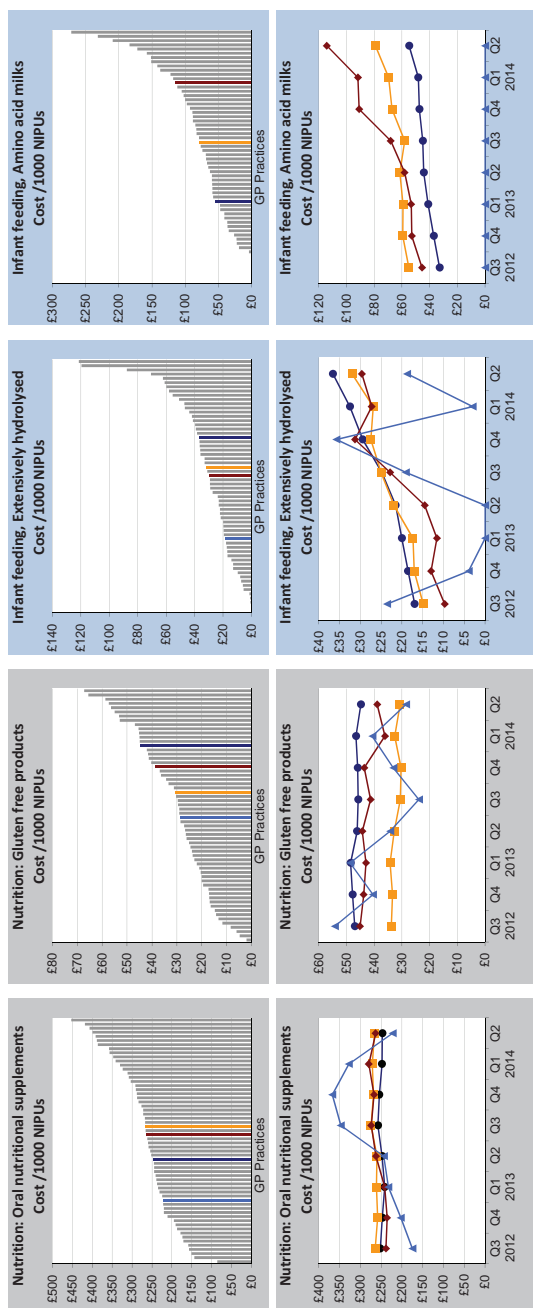 Nutrition: Oral nutritional supplements
Cost /1000 NIPUs
£500
£450
£400
£350
£300
£250
£200
£150
£100
£50
£0
GP Practices
Nutrition: Gluten free products
Cost /1000 NIPUs
£80
£70
£60
£50
£40
£30
£20
£10
£0
GP Practices
Infant feeding, Extensively hydrolysed
Cost /1000 NIPUs
£140
£120
£100
£80
£60
£40
£20
£0
Infant feeding, Amino acid milks
Cost /1000 NIPUs
£300
£250
£200
£150
£100
£50
£0
GP Practices
Nutrition: Oral nutritional supplements
Cost /1000 NIPUs
£400
£350
£300
£250
£200
£150
£100
£50
£0
Q3 Q4 Q1 Q2 Q3 Q4 Q1 Q2
2012 2013 2014
Nutrition: Gluten free products
Cost /1000 NIPUs
£60
£50
£40
£30
£20
£10
£0
Q3 Q4 Q1 Q2 Q3 Q4 Q1 Q2
2012 2013 2014
Infant feeding, Extensively hydrolysed
Cost /1000 NIPUs
£40
£35
£30
£25
£20
£15
£10
£5
£0
Q3 Q4 Q1 Q2 Q3 Q4 Q1 Q2
2012 2013 2014
Infant feeding, Amino acid milks
Cost /1000 NIPUs
£120
£100
£80
£60
£40
£20
£0
Q3 Q4 Q1 Q2 Q3 Q4 Q1 Q2
2012 2013 2014